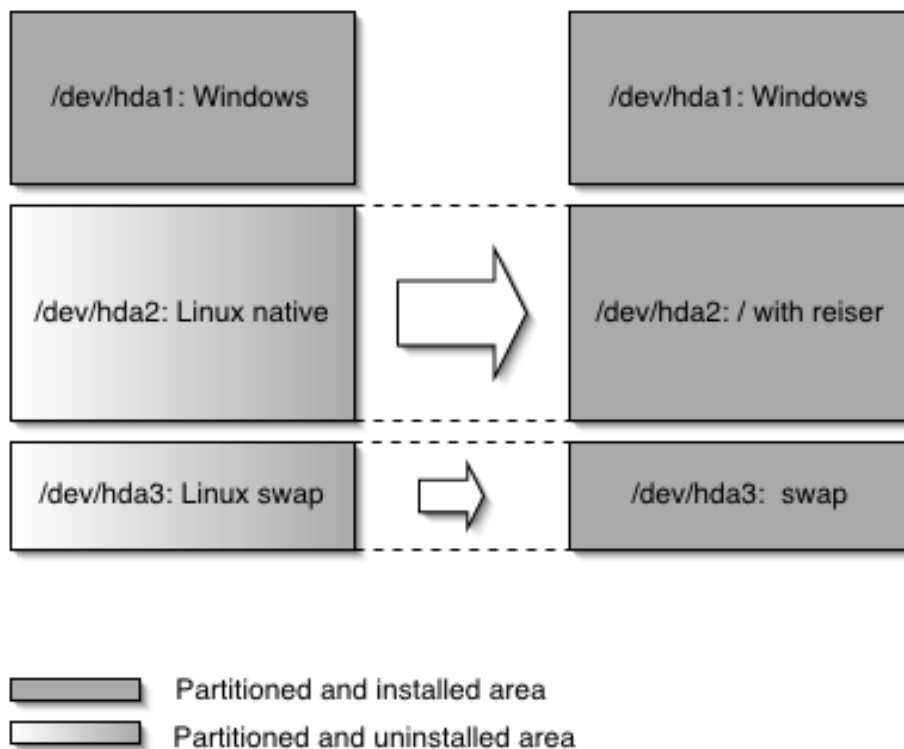 /dev/hda1: Windows
/dev/hda1: Windows
/dev/hda2: Linux native
/dev/hda2: / with reiser
/dev/hda3: Linux swap
/dev/hda3: swap
Partitioned and installed area
Partitioned and uninstalled area